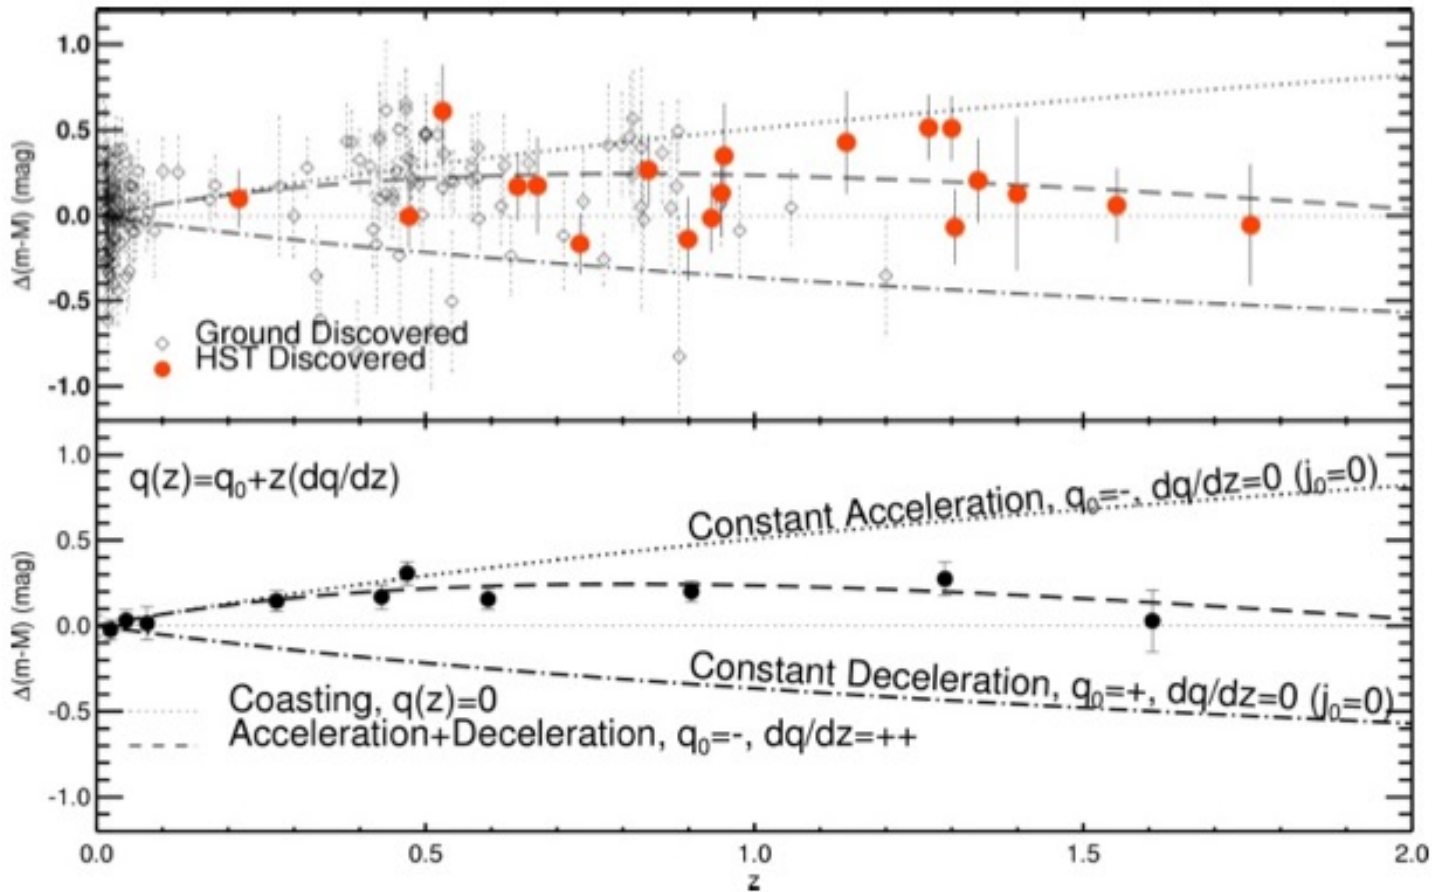 1.0
0.5
0.0
-0.5
-1.0
Δ(m-M) (mag)
Ground Discovered
HST Discovered
1.0
0.5
0.0
-0.5
-1.0
Δ(m-M) (mag)
q(z)=q₀+z(dq/dz)
Constant Acceleration, q₀=-, dq/dz=0 (j₀=0)
Constant Deceleration, q₀=+, dq/dz=0 (j₀=0)
Coasting, q(z)=0
Acceleration+Deceleration, q₀=-, dq/dz=++
0.0 0.5 1.0 1.5 2.0
z